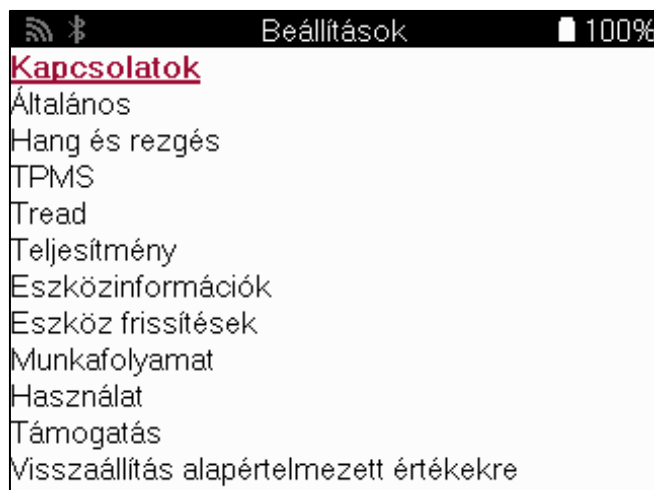 Beállítások 100%
Kapcsolatok
Általános
Hang és rezgés
TPMS
Tread
Teljesítmény
Eszközinformációk
Eszköz frissítések
Munkafolyamat
Használat
Támogatás
Visszaállítás alapértelmezett értékekre